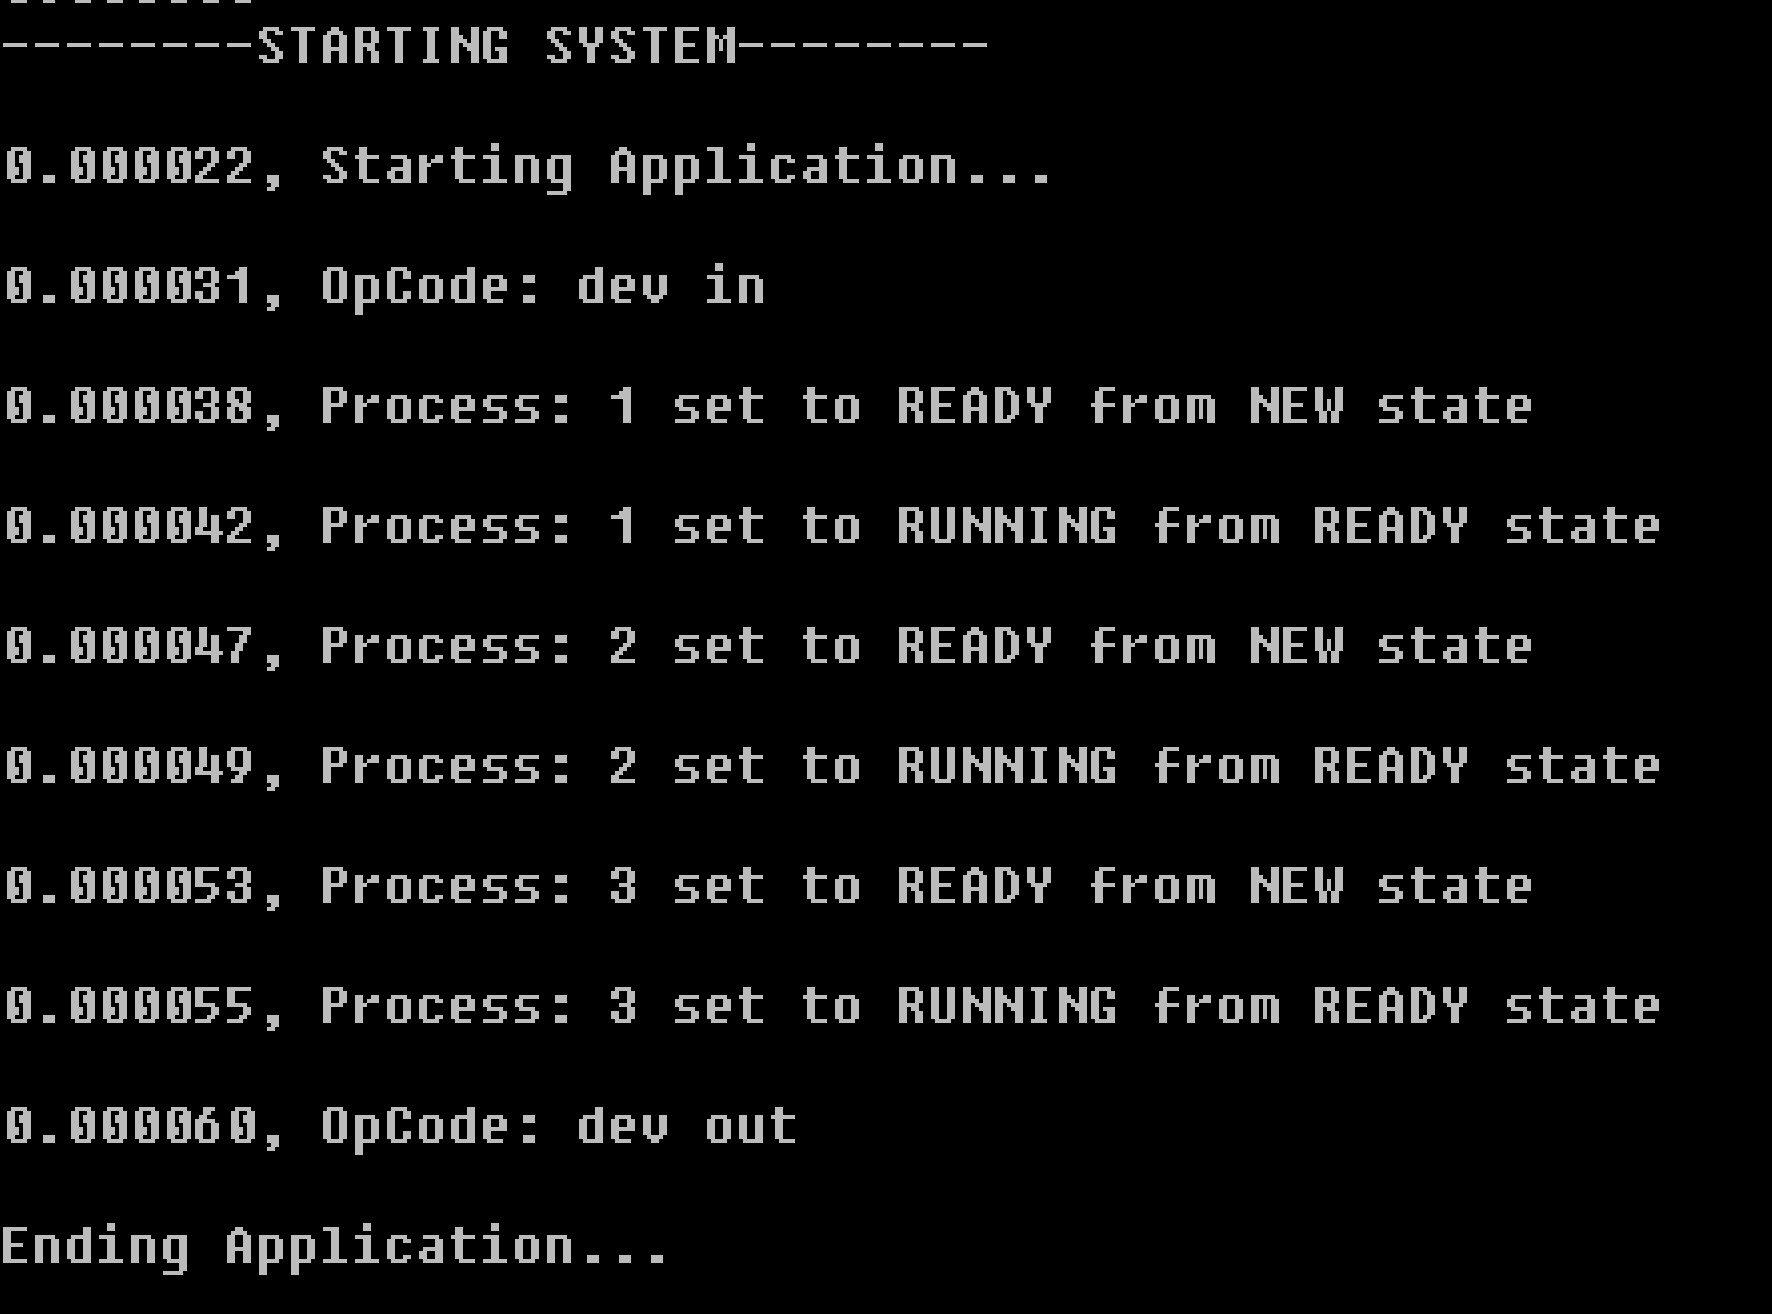 --------STARTING SYSTEM--------
0.000022, Starting Application...
0.000031, OpCode: dev in
0.000038, Process: 1 set to READY from NEW state
0.000042, Process: 1 set to RUNNING from READY state
0.000047, Process: 2 set to READY from NEW state
0.000049, Process: 2 set to RUNNING from READY state
0.000053, Process: 3 set to READY from NEW state
0.000055, Process: 3 set to RUNNING from READY state
0.000060, OpCode: dev out
Ending Application...